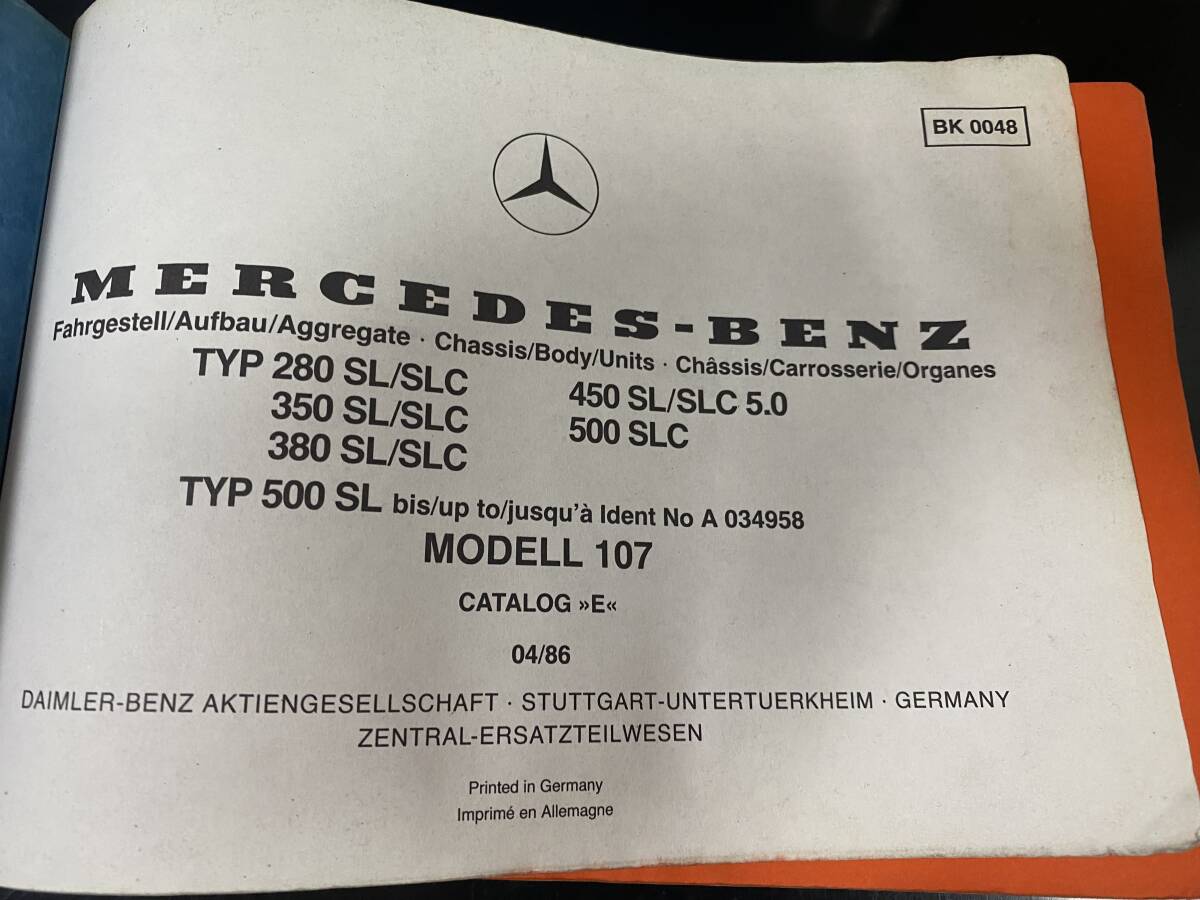 BK 0048
MERCEDES-BENZ
Fahrgestell/Aufbau/Aggregate · Chassis/Body/Units · Châssis/Carrosserie/Organes
TYP 280 SL/SLC 450 SL/SLC 5.0
350 SL/SLC 500 SLC
380 SL/SLC
TYP 500 SL bis/up to/jusqu'à Ident No A 034958
MODELL 107
CATALOG »E«
04/86
DAIMLER-BENZ AKTIENGESELLSCHAFT · STUTTGART-UNTERTUERKHEIM · GERMANY
ZENTRAL-ERSATZTEILWESEN
Printed in Germany
Imprimé en Allemagne